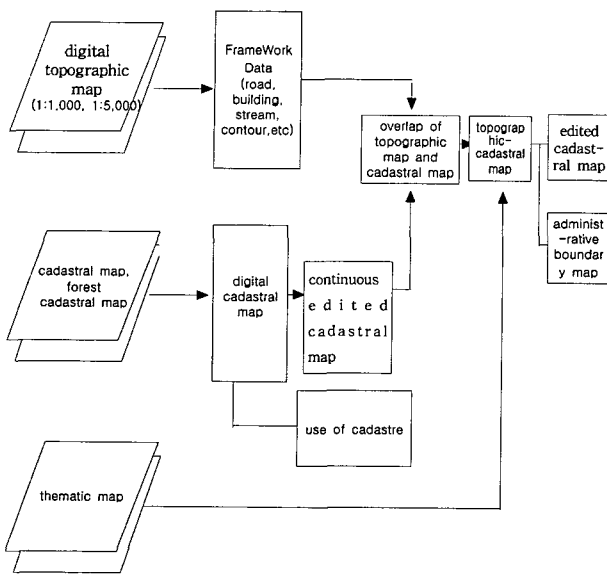 digital
topographic
map
(1:1,000, 1:5,000)
FrameWork
Data
(road,
building,
stream,
contour,etc)
overlap of
topographic
map and
cadastral map
topograp
hic-
cadastral
map
edited
cadast-
ral map
administ
-rative
boundar
y map
cadastral map,
forest
cadastral map
digital
cadastral
map
continuous
edited
cadastral
map
use of cadastre
thematic map